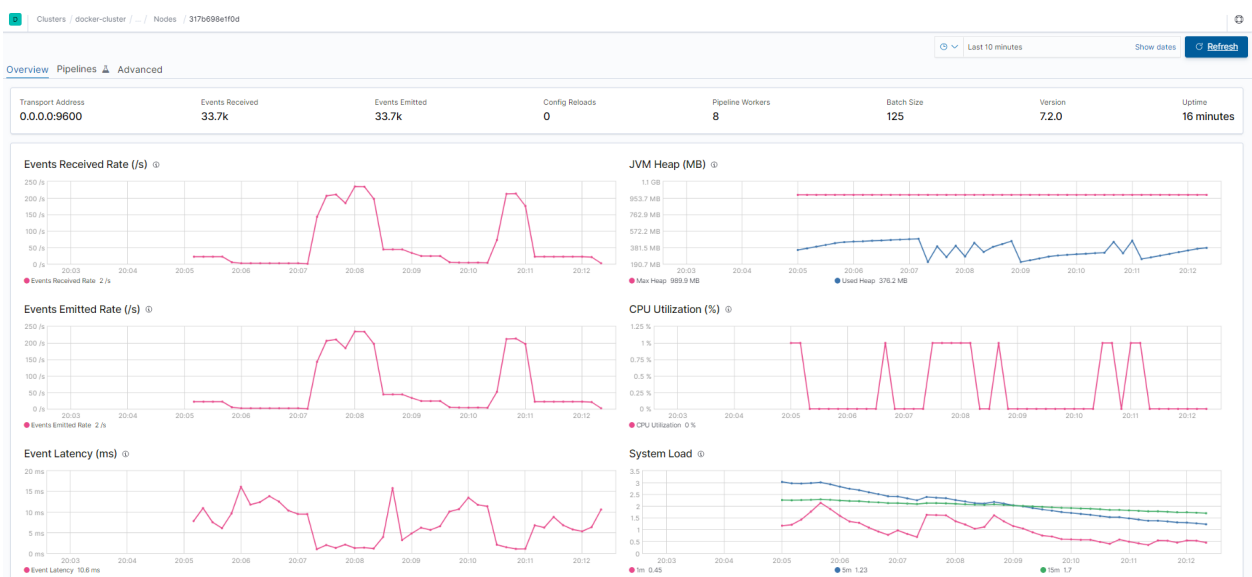 D Clusters / docker-cluster / ... / Nodes / 317b698e1f0d
Last 10 minutes Show dates Refresh
Overview Pipelines Advanced
Transport Address Events Received Events Emitted Config Reloads Pipeline Workers Batch Size Version Uptime
0.0.0.0:9600 33.7k 33.7k 0 8 125 7.2.0 16 minutes
Events Received Rate (/s)
250 /s
200 /s
150 /s
100 /s
50 /s
0 /s
20:03 20:04 20:05 20:06 20:07 20:08 20:09 20:10 20:11 20:12
Events Received Rate 2 /s
JVM Heap (MB)
1.1 GB
953.7 MB
762.9 MB
572.2 MB
381.5 MB
190.7 MB
20:03 20:04 20:05 20:06 20:07 20:08 20:09 20:10 20:11 20:12
Max Heap 989.9 MB Used Heap 376.2 MB
Events Emitted Rate (/s)
250 /s
200 /s
150 /s
100 /s
50 /s
0 /s
20:03 20:04 20:05 20:06 20:07 20:08 20:09 20:10 20:11 20:12
Events Emitted Rate 2 /s
CPU Utilization (%)
1.25 %
1 %
0.75 %
0.5 %
0.25 %
0 %
20:03 20:04 20:05 20:06 20:07 20:08 20:09 20:10 20:11 20:12
CPU Utilization 0 %
Event Latency (ms)
20 ms
15 ms
10 ms
5 ms
0 ms
20:03 20:04 20:05 20:06 20:07 20:08 20:09 20:10 20:11 20:12
Event Latency 10.6 ms
System Load
3.5
3
2.5
2
1.5
1
0.5
0
20:03 20:04 20:05 20:06 20:07 20:08 20:09 20:10 20:11 20:12
1m 0.45 5m 1.23 15m 1.7